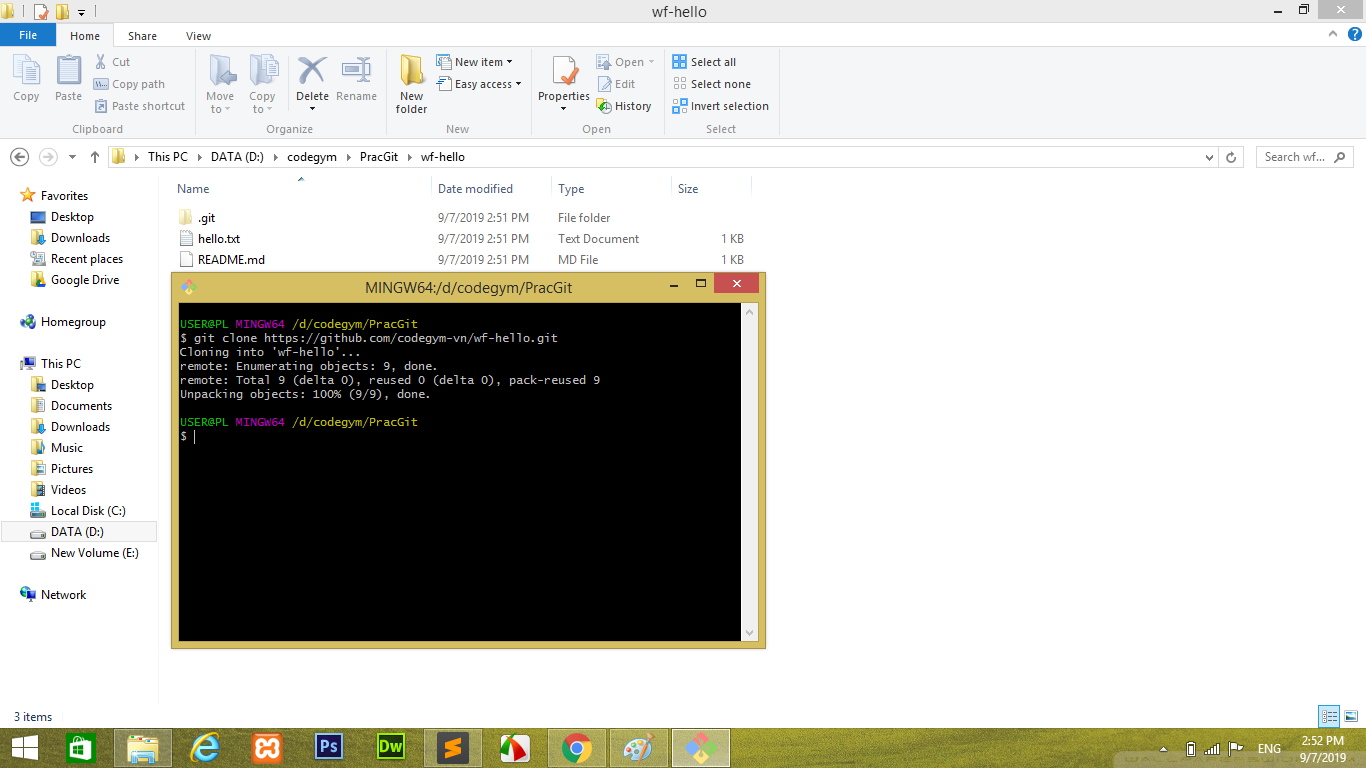 wf-hello
File Home Share View
Copy Paste Cut Copy path Paste shortcut
Clipboard
Move to Copy to Delete Rename
Organize
New folder New item Easy access
New
Properties Open Edit History
Open
Select all Select none Invert selection
Select
This PC DATA (D:) codegym PracGit wf-hello
Search wf...
Name Date modified Type Size
.git 9/7/2019 2:51 PM File folder
hello.txt 9/7/2019 2:51 PM Text Document 1 KB
README.md 9/7/2019 2:51 PM MD File 1 KB
Favorites
Desktop
Downloads
Recent places
Google Drive
Homegroup
This PC
Desktop
Documents
Downloads
Music
Pictures
Videos
Local Disk (C:)
DATA (D:)
New Volume (E:)
Network
MINGW64:/d/codegym/PracGit
USER@PL MINGW64 /d/codegym/PracGit
$ git clone https://github.com/codegym-vn/wf-hello.git
Cloning into 'wf-hello'...
remote: Enumerating objects: 9, done.
remote: Total 9 (delta 0), reused 0 (delta 0), pack-reused 9
Unpacking objects: 100% (9/9), done.
USER@PL MINGW64 /d/codegym/PracGit
$
3 items
Ps Dw
ENG
2:52 PM
9/7/2019